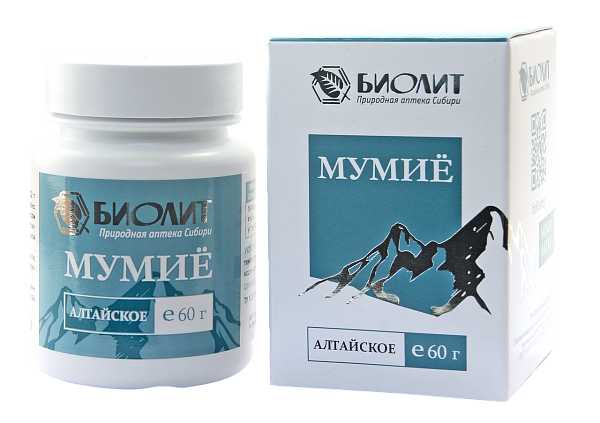 БИОЛИТ
Природная аптека Сибири
МУМИЁ
АЛТАЙСКОЕ ℮ 60 г
БИОЛИТ
Природная аптека Сибири
МУМИЁ
АЛТАЙСКОЕ ℮ 60 г